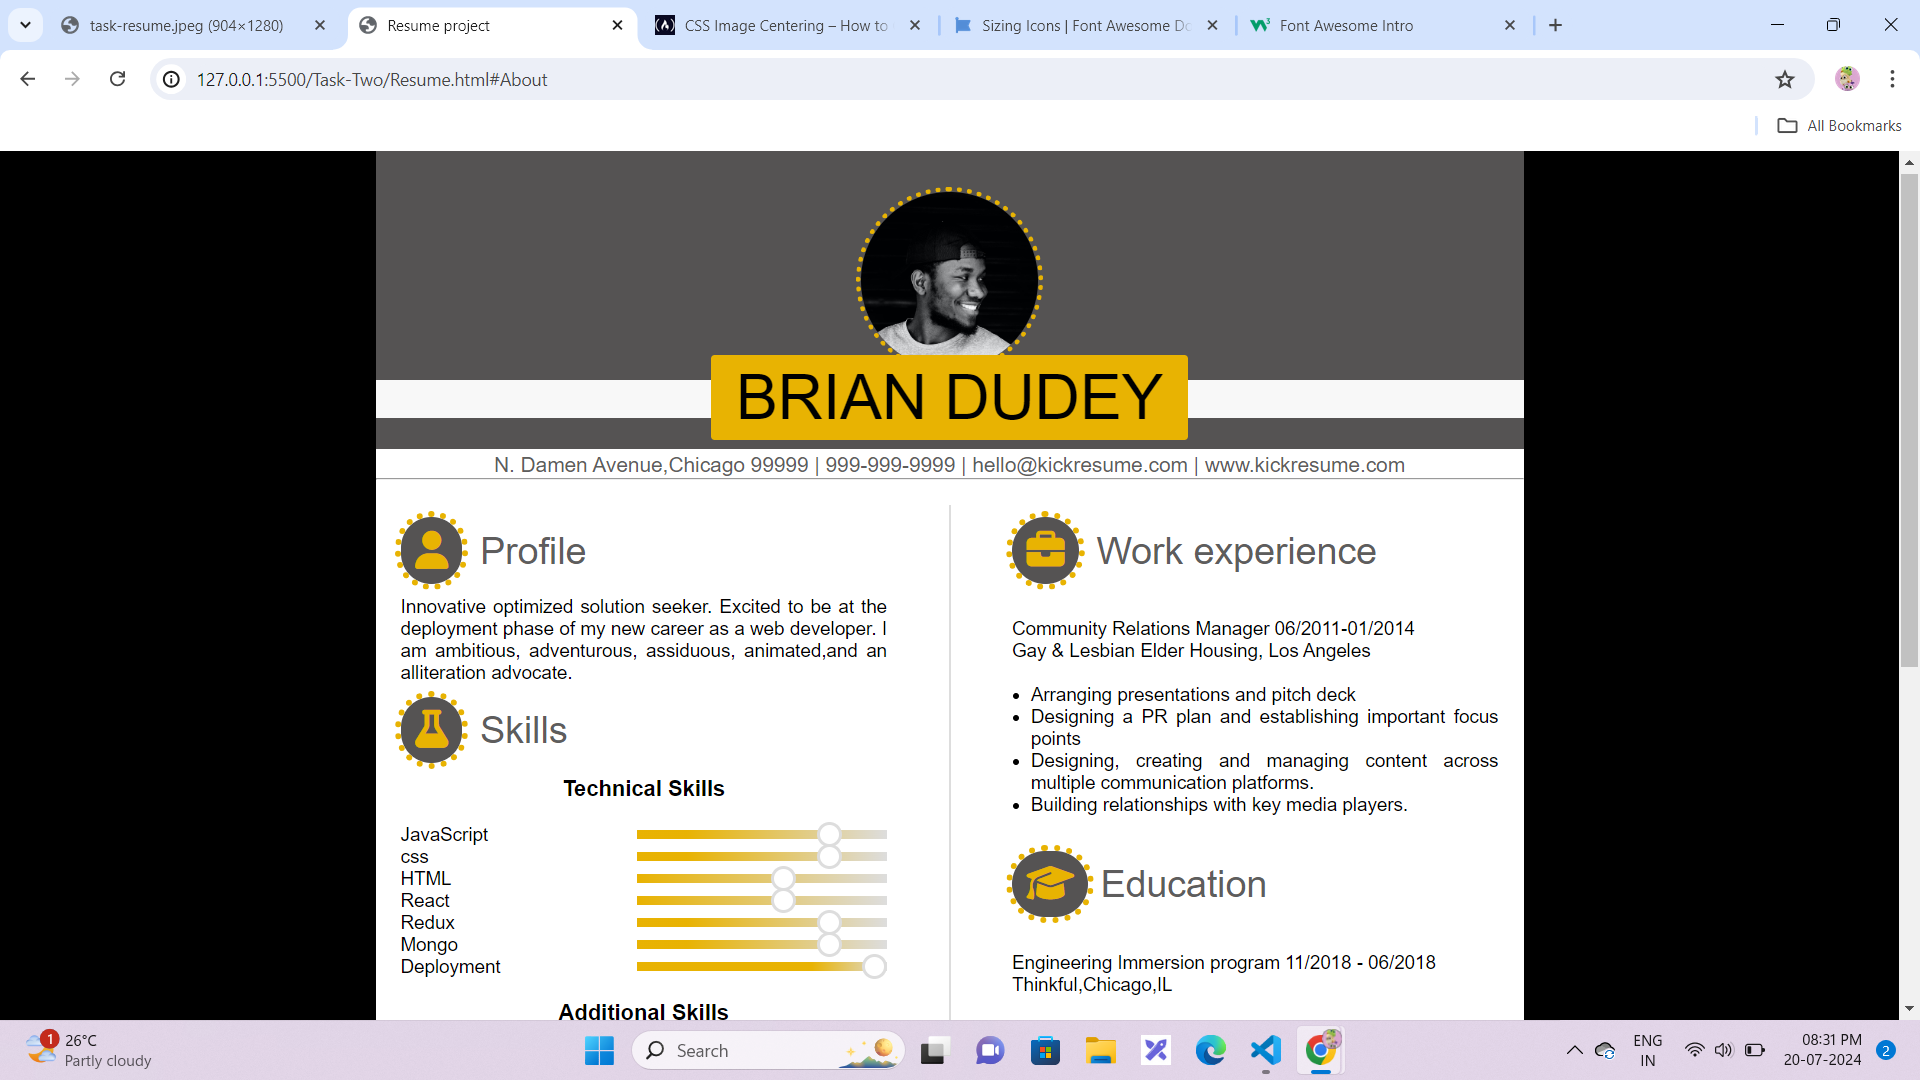 task-resume.jpeg (904×1280)
Resume project
CSS Image Centering – How to
Sizing Icons | Font Awesome Do
Font Awesome Intro
127.0.0.1:5500/Task-Two/Resume.html#About
All Bookmarks
BRIAN DUDEY
N. Damen Avenue,Chicago 99999 | 999-999-9999 | hello@kickresume.com | www.kickresume.com
Profile
Innovative optimized solution seeker. Excited to be at the
deployment phase of my new career as a web developer. I
am ambitious, adventurous, assiduous, animated,and an
alliteration advocate.
Skills
Technical Skills
JavaScript
css
HTML
React
Redux
Mongo
Deployment
Additional Skills
Work experience
Community Relations Manager 06/2011-01/2014
Gay & Lesbian Elder Housing, Los Angeles
• Arranging presentations and pitch deck
• Designing a PR plan and establishing important focus
points
• Designing, creating and managing content across
multiple communication platforms.
• Building relationships with key media players.
Education
Engineering Immersion program 11/2018 - 06/2018
Thinkful,Chicago,IL
1
26°C
Partly cloudy
Search
ENG
IN
08:31 PM
20-07-2024
2